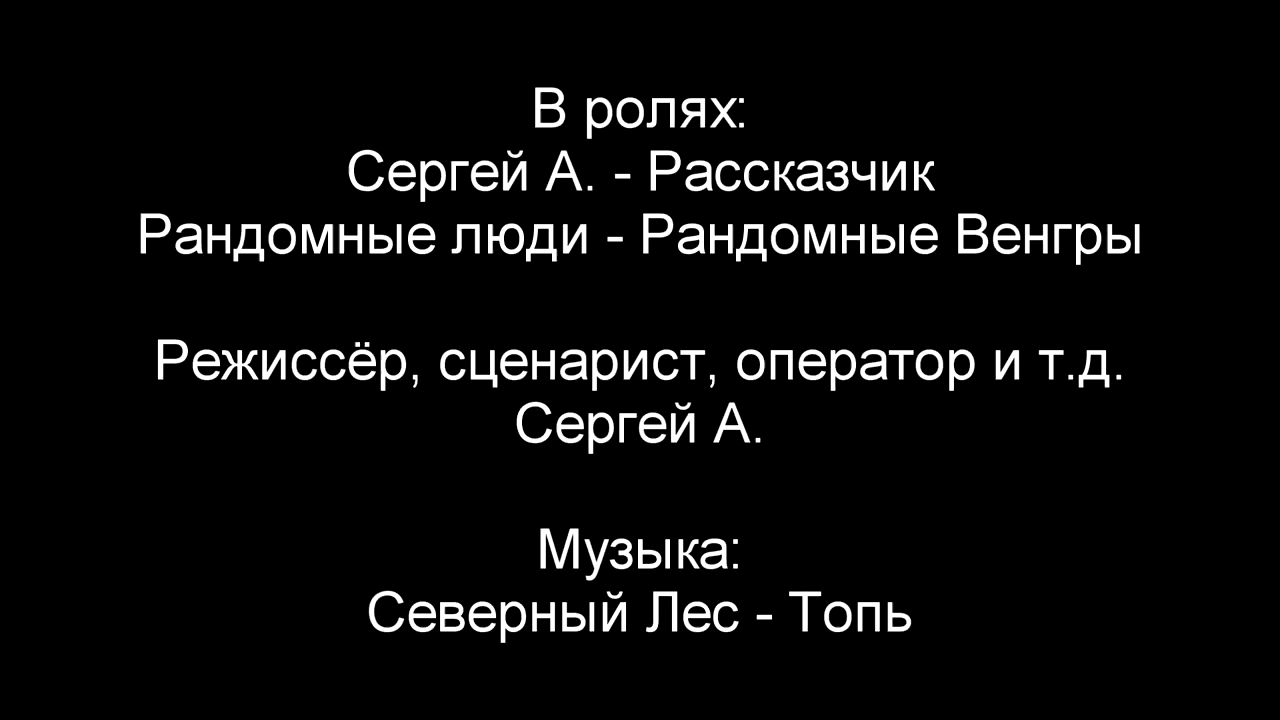 В ролях:
Сергей А. - Рассказчик
Рандомные люди - Рандомные Венгры
Режиссёр, сценарист, оператор и т.д.
Сергей А.
Музыка:
Северный Лес - Топь